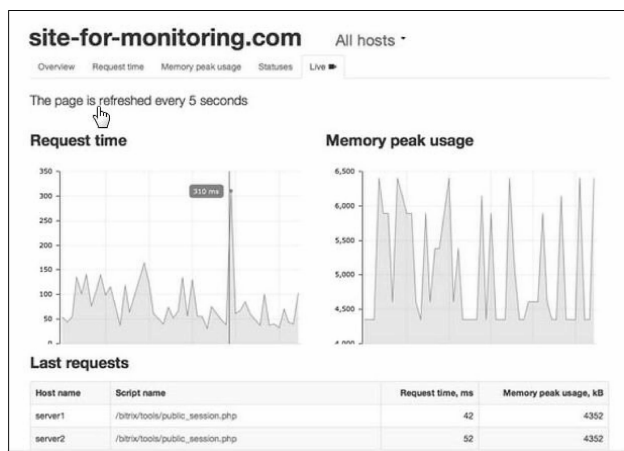 site-for-monitoring.com All hosts
Overview Request time Memory peak usage Statuses Live
The page is refreshed every 5 seconds
Request time Memory peak usage
350 6,500
300 6,000
250
200 5,500
150 5,000
100
50 4,500
0 4,000
310 ms
Last requests
Host name Script name Request time, ms Memory peak usage, kB
server1 /bitrix/tools/public_session.php 42 4352
server2 /bitrix/tools/public_session.php 52 4352